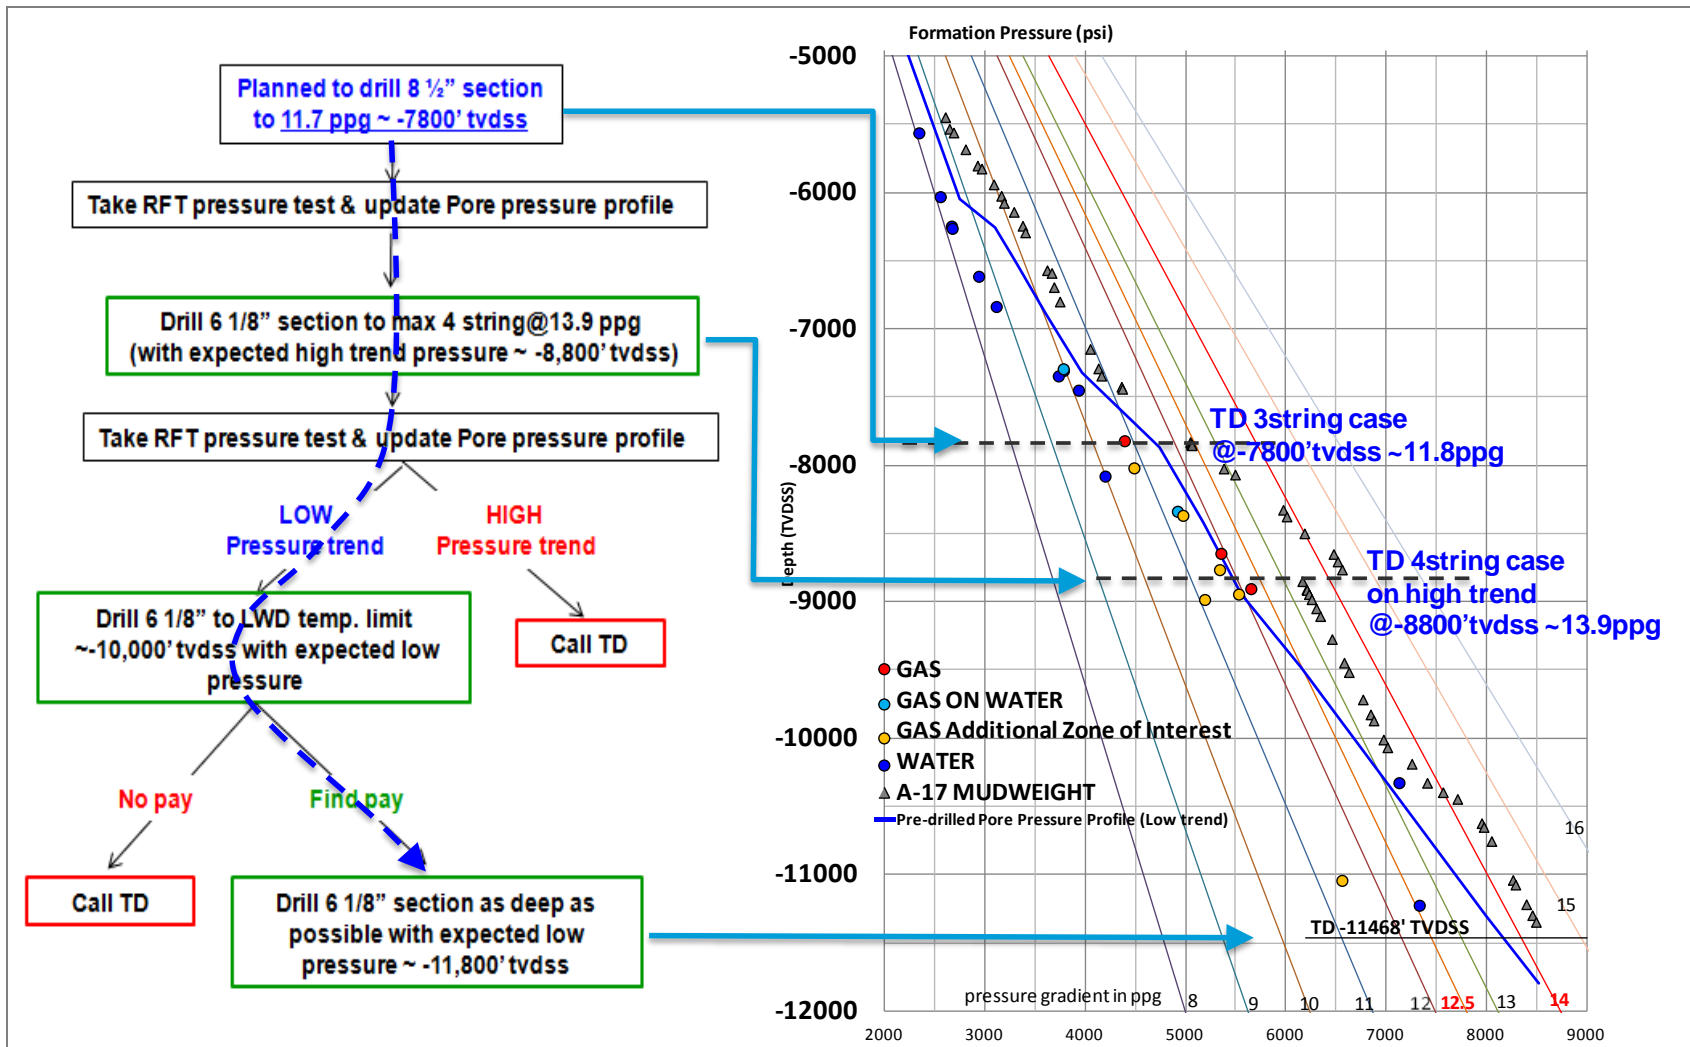 Planned to drill 8 ½” section
to 11.7 ppg ~ -7800’ tvdss
Take RFT pressure test & update Pore pressure profile
Drill 6 1/8” section to max 4 string@13.9 ppg
(with expected high trend pressure ~ -8,800’ tvdss)
Take RFT pressure test & update Pore pressure profile
LOW
Pressure trend
HIGH
Pressure trend
Drill 6 1/8” to LWD temp. limit
~-10,000’ tvdss with expected low
pressure
Call TD
No pay
Find pay
Call TD
Drill 6 1/8” section as deep as
possible with expected low
pressure ~ -11,800’ tvdss
Formation Pressure (psi)
-5000
-6000
-7000
-8000
-9000
-10000
-11000
-12000
Depth (TVDSS)
TD 3string case
@-7800’tvdss ~11.8ppg
TD 4string case
on high trend
@-8800’tvdss ~13.9ppg
GAS
GAS ON WATER
GAS Additional Zone of Interest
WATER
A-17 MUDWEIGHT
Pre-drilled Pore Pressure Profile (Low trend)
16
15
TD -11468' TVDSS
pressure gradient in ppg
8
9
10
11
12
12.5
13
14
2000
3000
4000
5000
6000
7000
8000
9000